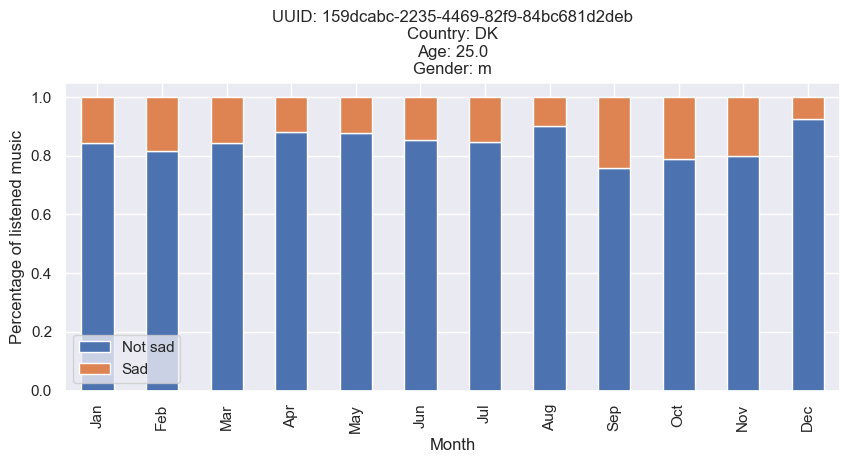 UUID: 159dcabc-2235-4469-82f9-84bc681d2deb
Country: DK
Age: 25.0
Gender: m
Percentage of listened music
1.0
0.8
0.6
0.4
0.2
0.0
Not sad
Sad
Jan
Feb
Mar
Apr
May
Jun
Jul
Aug
Sep
Oct
Nov
Dec
Month